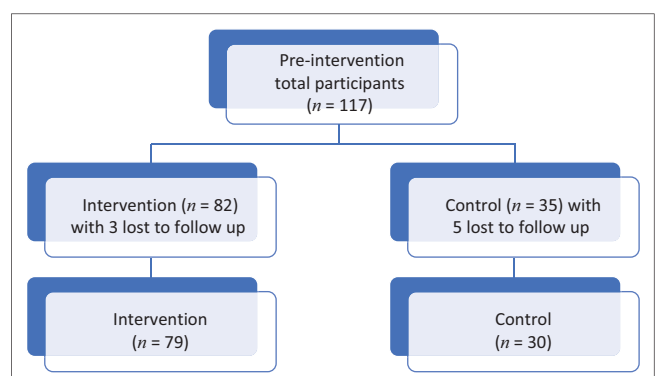 Pre-intervention
total participants
(n = 117)
Intervention (n = 82)
with 3 lost to follow up
Control (n = 35) with
5 lost to follow up
Intervention
(n = 79)
Control
(n = 30)